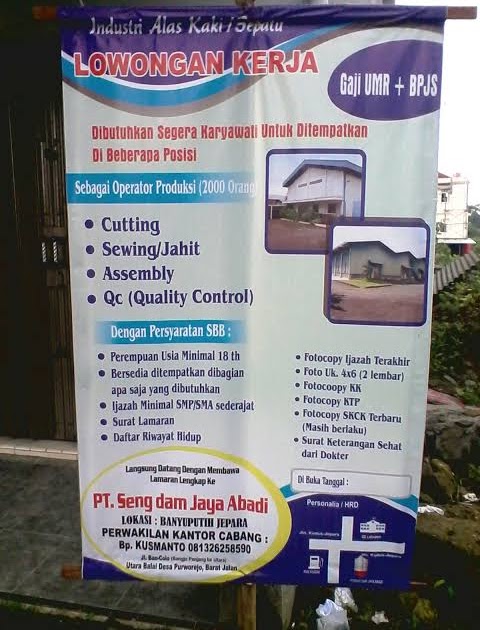 Industri Alas Kaki / Sepatu
LOWONGAN KERJA
Gaji UMR + BPJS
Dibutuhkan Segera Karyawati Untuk Ditempatkan
Di Beberapa Posisi
Sebagai Operator Produksi (2000 Orang)
• Cutting
• Sewing/Jahit
• Assembly
• Qc (Quality Control)
Dengan Persyaratan SBB :
• Perempuan Usia Minimal 18 th
• Bersedia ditempatkan dibagian
apa saja yang dibutuhkan
• Ijazah Minimal SMP/SMA sederajat
• Surat Lamaran
• Daftar Riwayat Hidup
• Fotocopy Ijazah Terakhir
• Foto Uk. 4x6 (2 lembar)
• Fotocoopy KK
• Fotocopy KTP
• Fotocopy SKCK Terbaru
(Masih berlaku)
• Surat Keterangan Sehat
dari Dokter
Di Buka Tanggal :
Langsung Datang Dengan Membawa
Lamaran Lengkap Ke
PT. Seng dam Jaya Abadi
LOKASI : BANYUPUTIH JEPARA
PERWAKILAN KANTOR CABANG :
Bp. KUSMANTO 081326258590
Utara Balai Desa Purworejo, Barat Jalan
Personalia / HRD